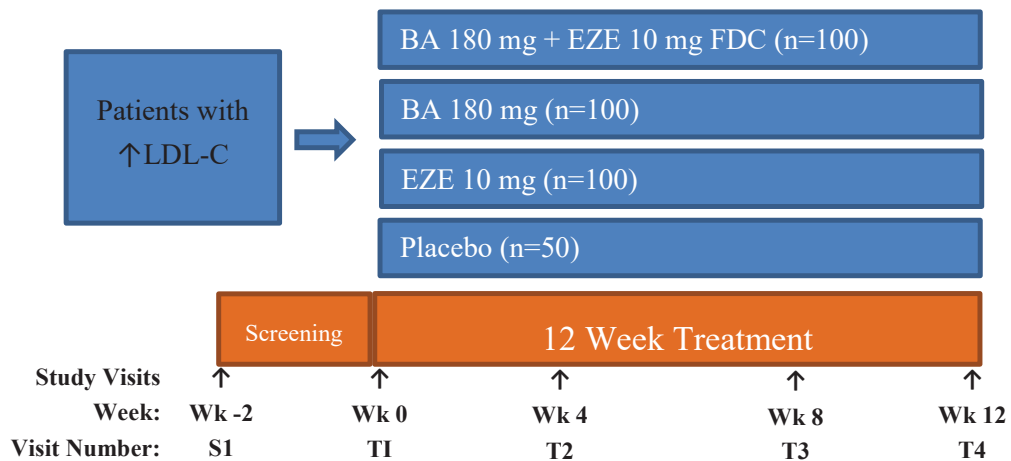 BA 180 mg + EZE 10 mg FDC (n=100)
Patients with
↑LDL-C
BA 180 mg (n=100)
EZE 10 mg (n=100)
Placebo (n=50)
Screening
12 Week Treatment
Study Visits
↑ ↑ ↑ ↑ ↑
Week: Wk -2 Wk 0 Wk 4 Wk 8 Wk 12
Visit Number: S1 TI T2 T3 T4